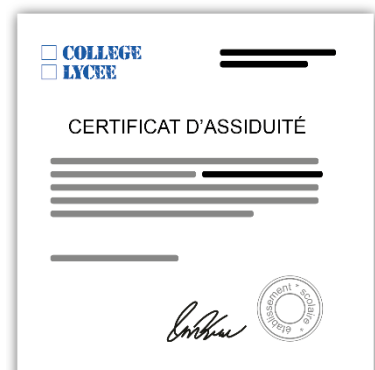 COLLEGE
LYCEE
CERTIFICAT D'ASSIDUITÉ
établissement * scolaire *